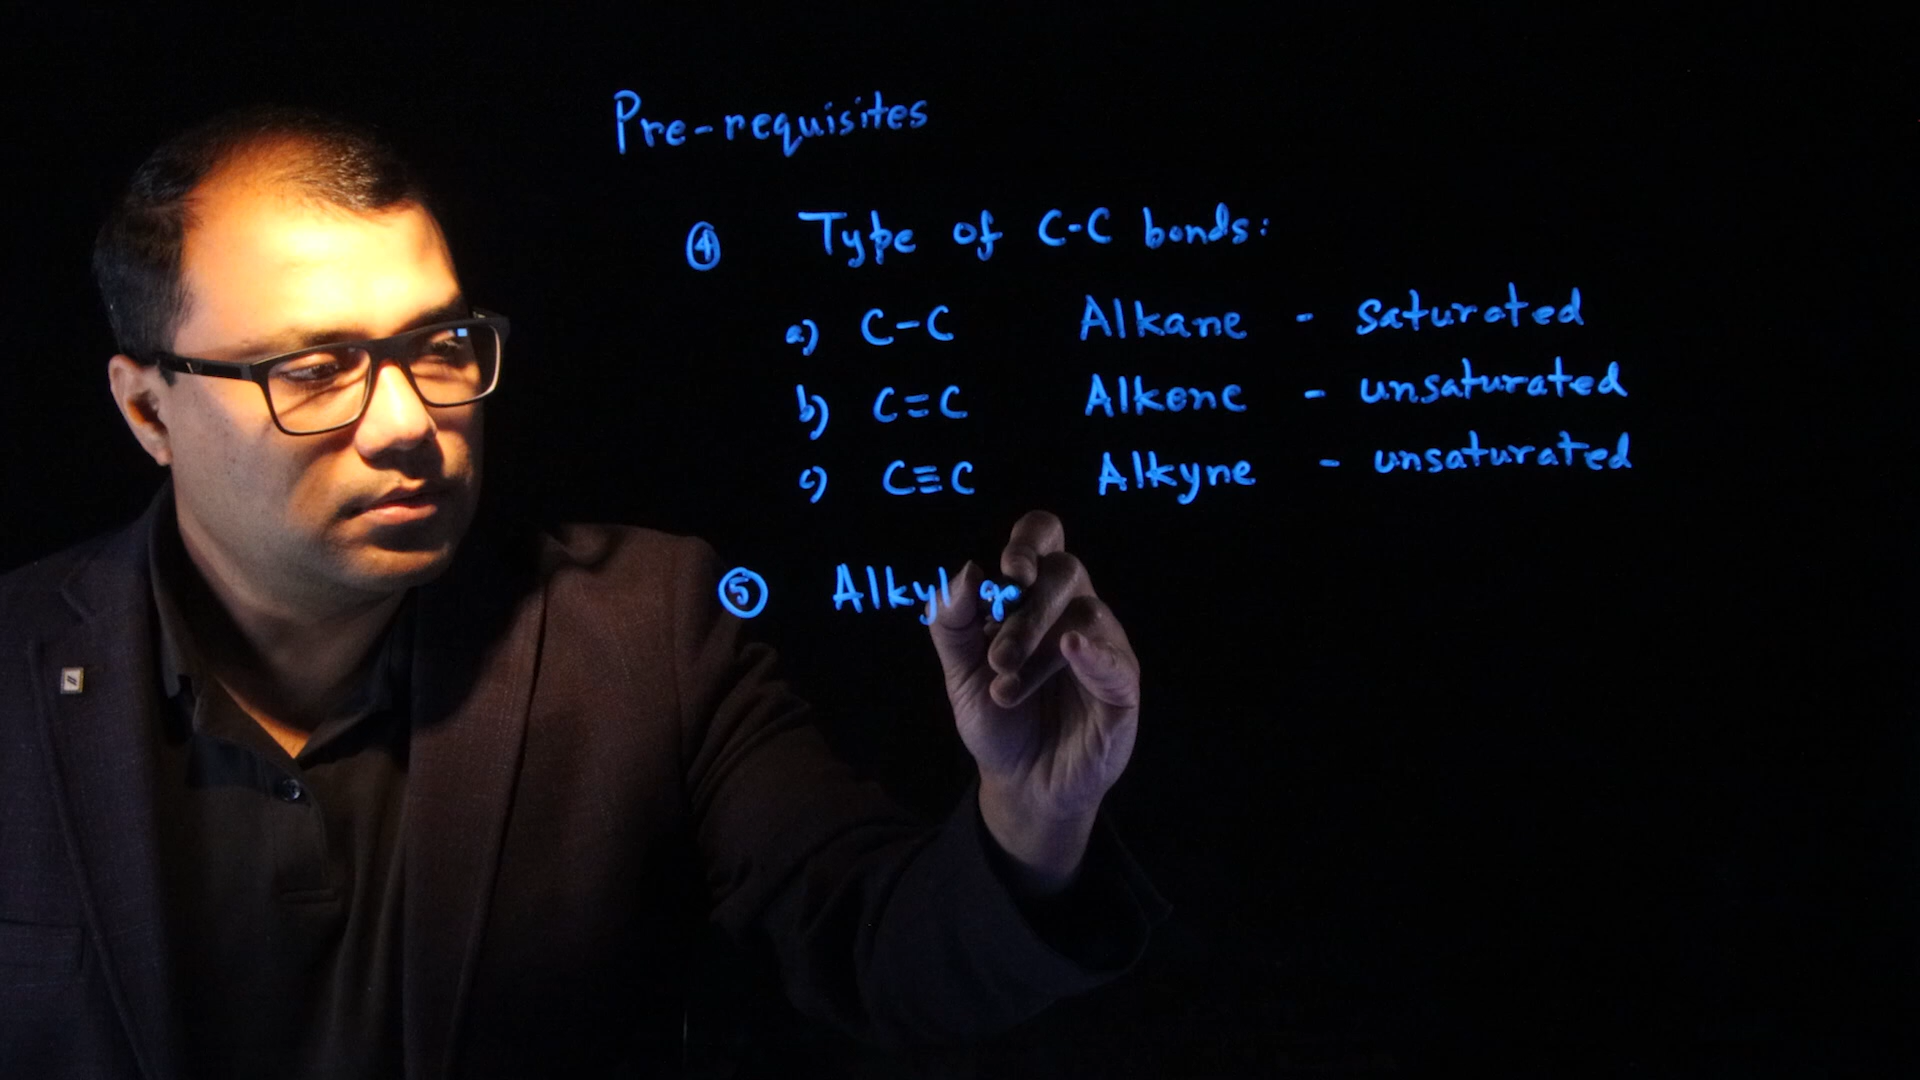 Pre-requisites
④ Type of C-C bonds:
a) C-C Alkane - saturated
b) C=C Alkene - unsaturated
c) C≡C Alkyne - unsaturated
⑤ Alkyl